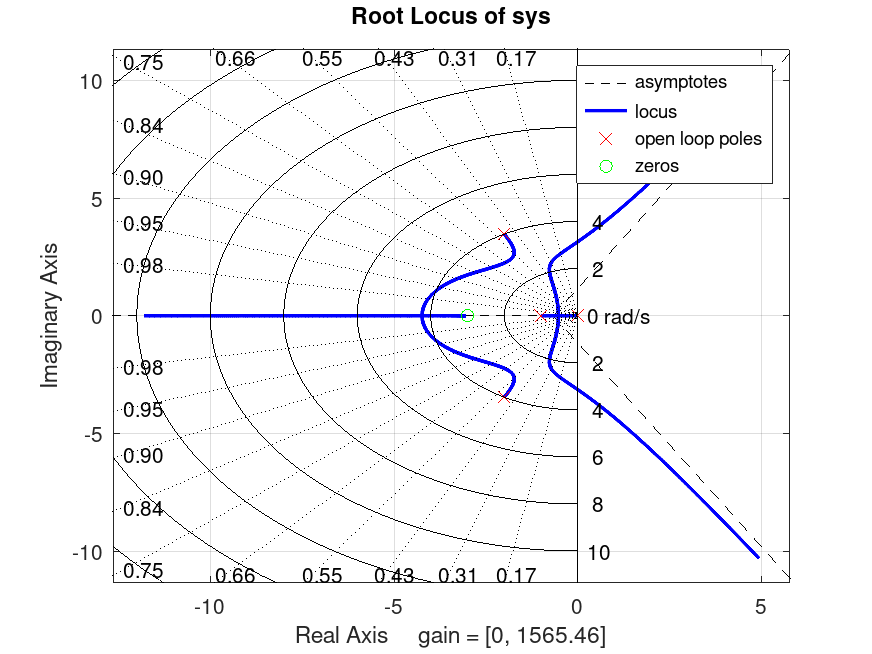 Root Locus of sys
0.75 0.66 0.55 0.43 0.31 0.17
10
asymptotes
locus
open loop poles
zeros
0.84
0.90
5
0.95
4
0.98
2
Imaginary Axis
0
0 rad/s
2
0.98
0.95
4
-5
0.90
6
0.84
8
-10
10
0.75 0.66 0.55 0.43 0.31 0.17
-10 -5 0 5
Real Axis gain = [0, 1565.46]